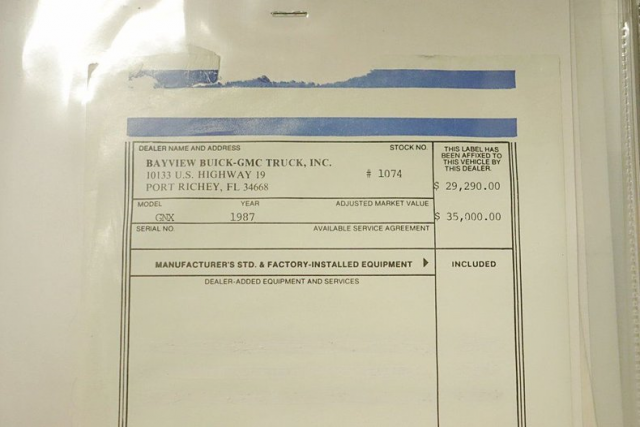 DEALER NAME AND ADDRESS STOCK NO.
BAYVIEW BUICK-GMC TRUCK, INC.
10133 U.S. HIGHWAY 19 # 1074
PORT RICHEY, FL 34668
THIS LABEL HAS
BEEN AFFIXED TO
THIS VEHICLE BY
THIS DEALER.
$ 29,290.00
MODEL YEAR ADJUSTED MARKET VALUE
GNX 1987 $ 35,000.00
SERIAL NO. AVAILABLE SERVICE AGREEMENT
MANUFACTURER'S STD. & FACTORY-INSTALLED EQUIPMENT INCLUDED
DEALER-ADDED EQUIPMENT AND SERVICES